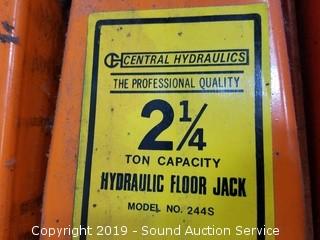 CENTRAL HYDRAULICS
THE PROFESSIONAL QUALITY
2 1/4
TON CAPACITY
HYDRAULIC FLOOR JACK
MODEL NO. 244S
Copyright 2019 - Sound Auction Service